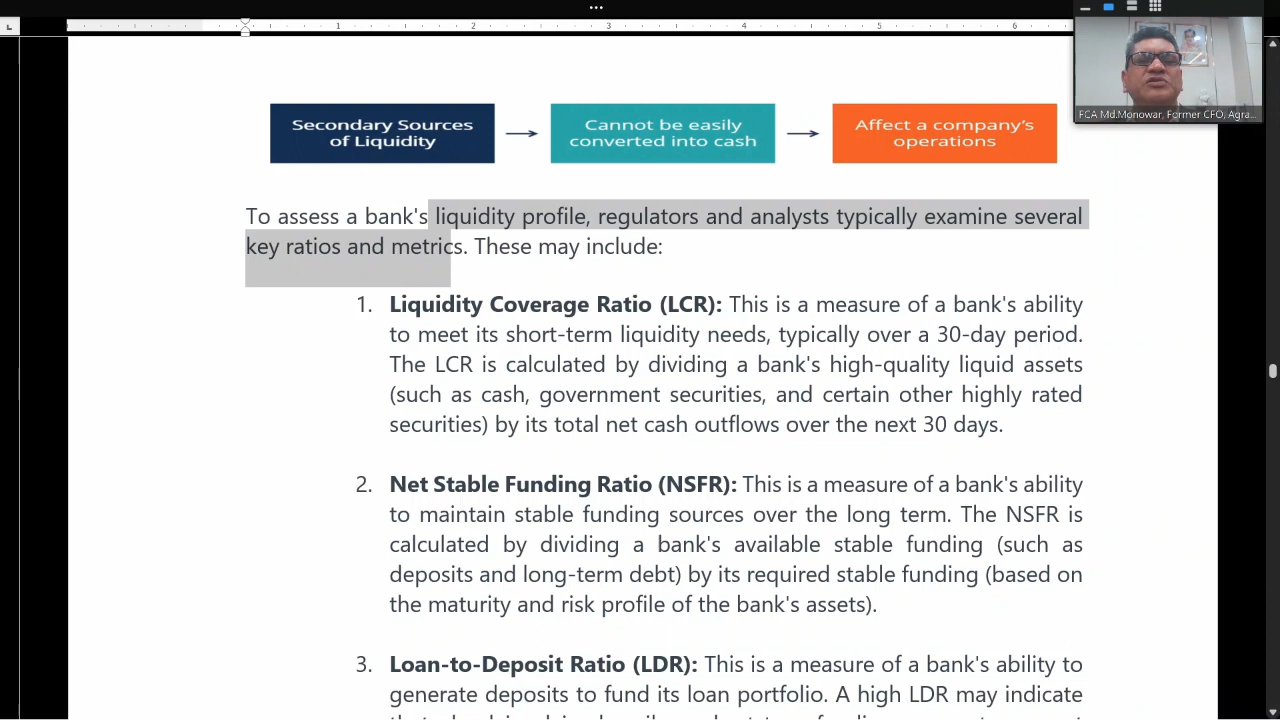 •••
1 2 3 4 5 6
Secondary Sources
of Liquidity
Cannot be easily
converted into cash
Affect a company's
operations
FCA Md.Monowar, Former CFO, Agra...
To assess a bank's liquidity profile, regulators and analysts typically examine several
key ratios and metrics. These may include:
1. Liquidity Coverage Ratio (LCR): This is a measure of a bank's ability
to meet its short-term liquidity needs, typically over a 30-day period.
The LCR is calculated by dividing a bank's high-quality liquid assets
(such as cash, government securities, and certain other highly rated
securities) by its total net cash outflows over the next 30 days.
2. Net Stable Funding Ratio (NSFR): This is a measure of a bank's ability
to maintain stable funding sources over the long term. The NSFR is
calculated by dividing a bank's available stable funding (such as
deposits and long-term debt) by its required stable funding (based on
the maturity and risk profile of the bank's assets).
3. Loan-to-Deposit Ratio (LDR): This is a measure of a bank's ability to
generate deposits to fund its loan portfolio. A high LDR may indicate